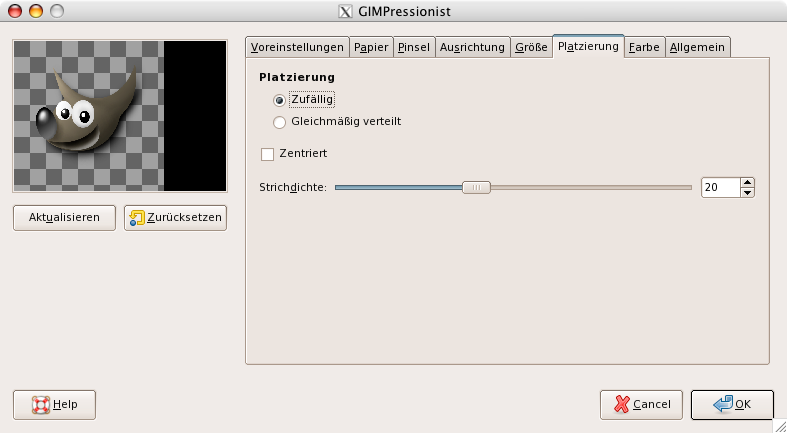 GIMPressionist
Voreinstellungen Papier Pinsel Ausrichtung Größe Platzierung Farbe Allgemein
Platzierung
Zufällig
Gleichmäßig verteilt
Zentriert
Strichdichte: 20
Aktualisieren Zurücksetzen
Help Cancel OK